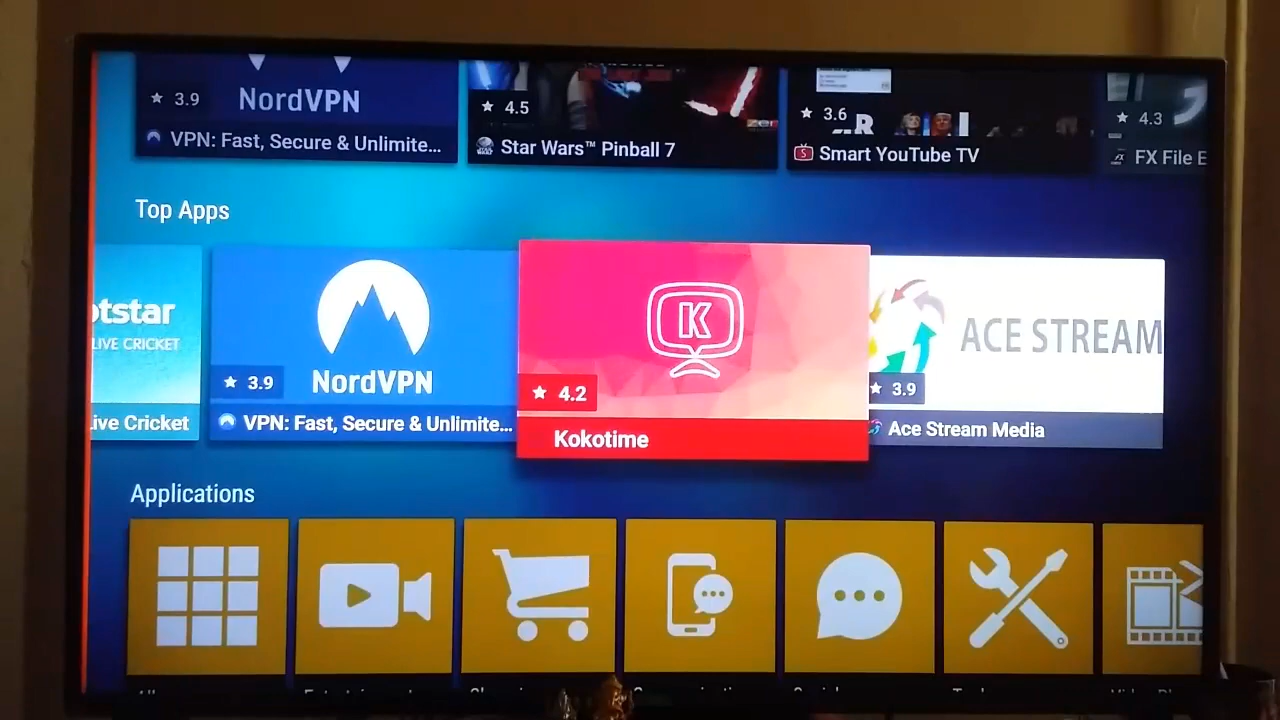 3.9
NordVPN
VPN: Fast, Secure & Unlimite...
4.5
Star Wars™ Pinball 7
3.6
Smart YouTube TV
4.3
FX File E
Top Apps
otstar
LIVE CRICKET
Live Cricket
3.9
NordVPN
VPN: Fast, Secure & Unlimite...
K
4.2
Kokotime
ACE STREAM
3.9
Ace Stream Media
Applications